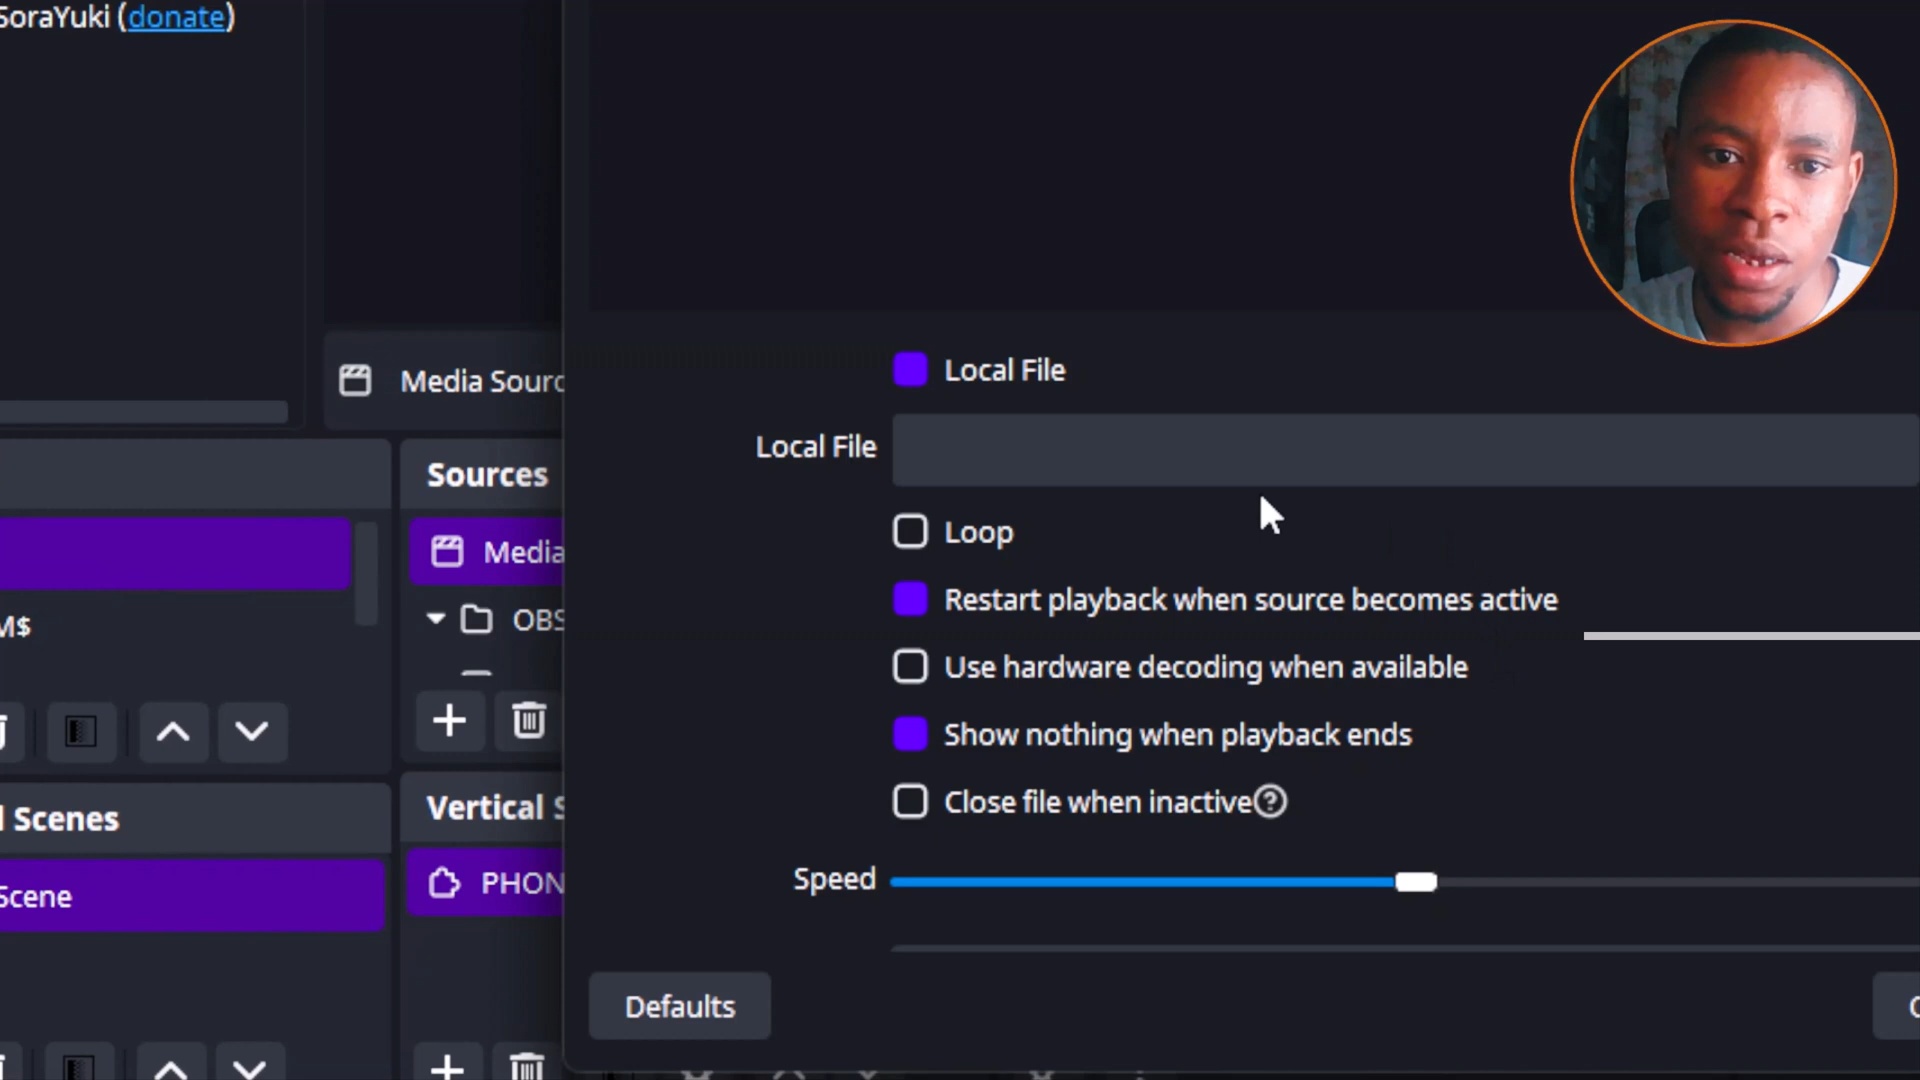 SoraYuki (donate)
Local File
Media Sourc
Local File
Sources
Loop
Media
Restart playback when source becomes active
OBS
M$
Use hardware decoding when available
Show nothing when playback ends
Close file when inactive?
Vertical S
l Scenes
Speed
PHON
Scene
Defaults